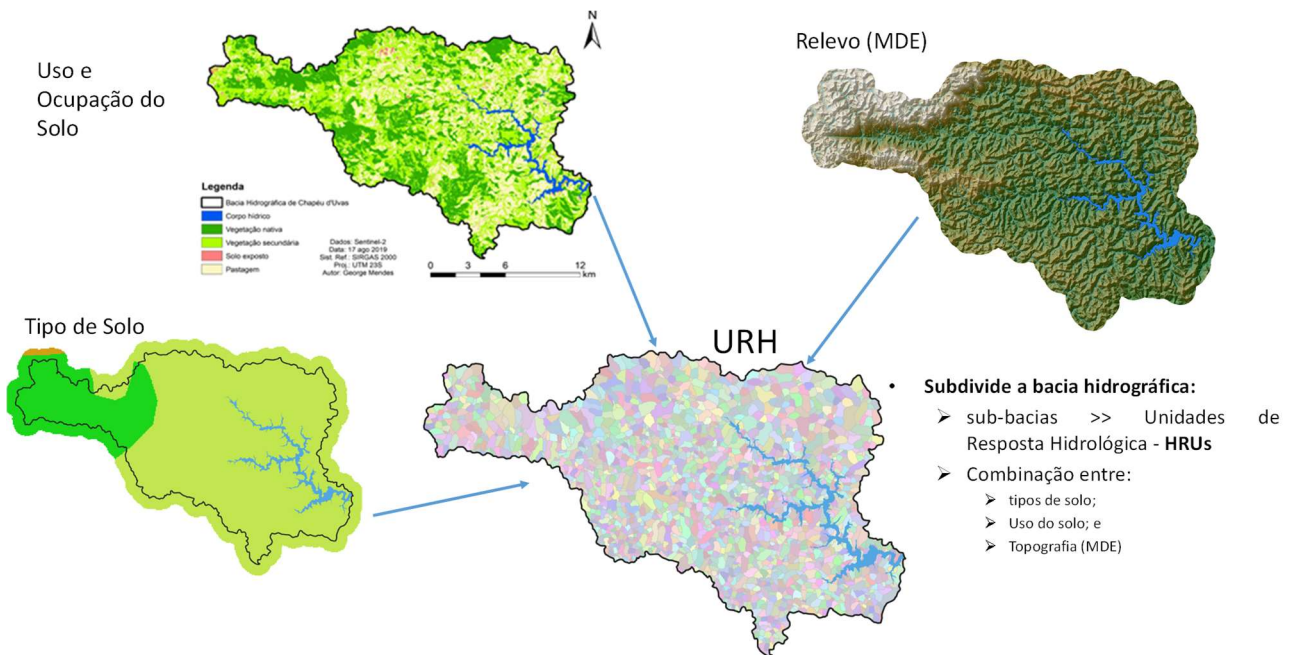 Uso e
Ocupação do
Solo
N
Relevo (MDE)
Legenda
Bacia Hidrográfica de Chapéu d'Uvas
Corpo hídrico
Vegetação nativa
Vegetação secundária
Solo exposto
Pastagem
Dados: Sentinel-2
Data: 17 ago 2019
Sist. Ref.: SIRGAS 2000
Proj.: UTM 23S
Autor: George Mendes
0 3 6 12
km
Tipo de Solo
URH
• Subdivide a bacia hidrográfica:
➢ sub-bacias >> Unidades de
Resposta Hidrológica - HRUs
➢ Combinação entre:
➢ tipos de solo;
➢ Uso do solo; e
➢ Topografia (MDE)